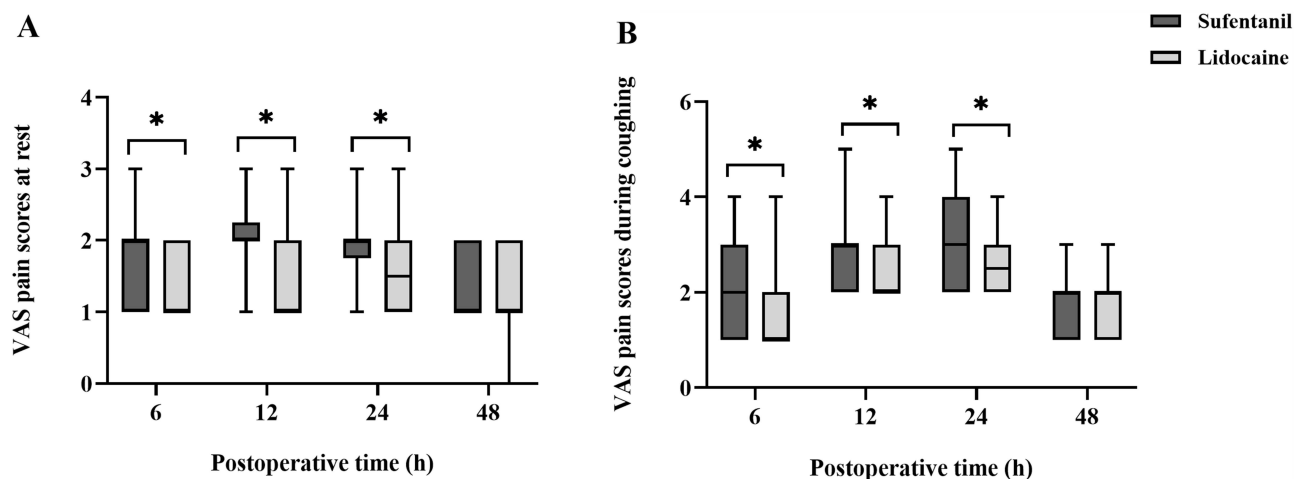 A
VAS pain scores at rest
4
3
2
1
0
*
*
*
6 12 24 48
Postoperative time (h)
B
VAS pain scores during coughing
6
4
2
0
*
*
*
6 12 24 48
Postoperative time (h)
Sufentanil
Lidocaine